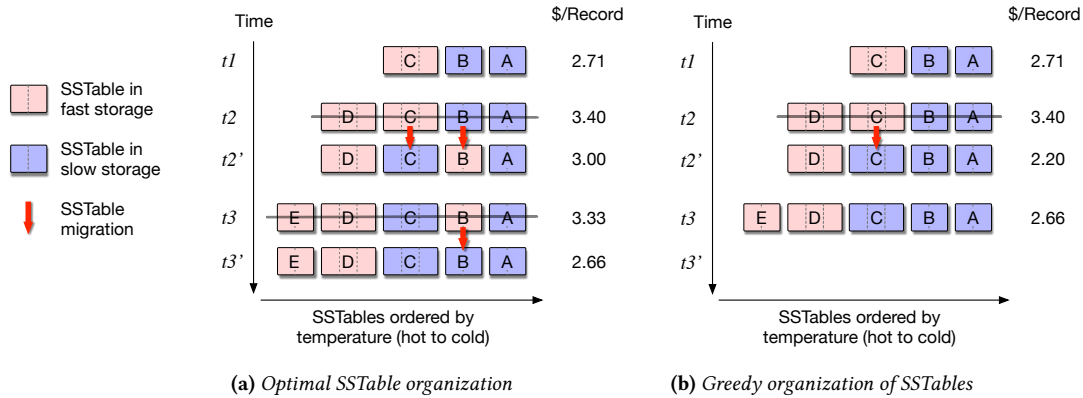 SSTable in
fast storage
SSTable in
slow storage
SSTable
migration
Time
$/Record
t1
C B A
2.71
t2
D C B A
3.40
t2’
D C B A
3.00
t3
E D C B A
3.33
t3’
E D C B A
2.66
SSTables ordered by
temperature (hot to cold)
(a) Optimal SSTable organization
Time
$/Record
t1
C B A
2.71
t2
D C B A
3.40
t2’
D C B A
2.20
t3
E D C B A
2.66
t3’
SSTables ordered by
temperature (hot to cold)
(b) Greedy organization of SSTables